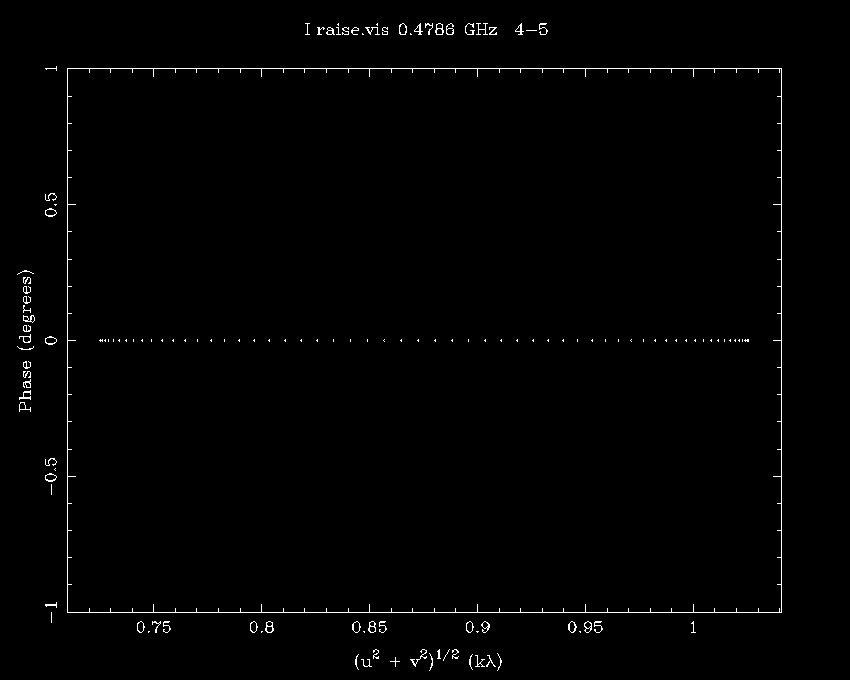 I raise.vis 0.4786 GHz 4−5
1
0.5
0
−0.5
−1
Phase (degrees)
0.75 0.8 0.85 0.9 0.95 1
(u² + v²)¹/² (kλ)